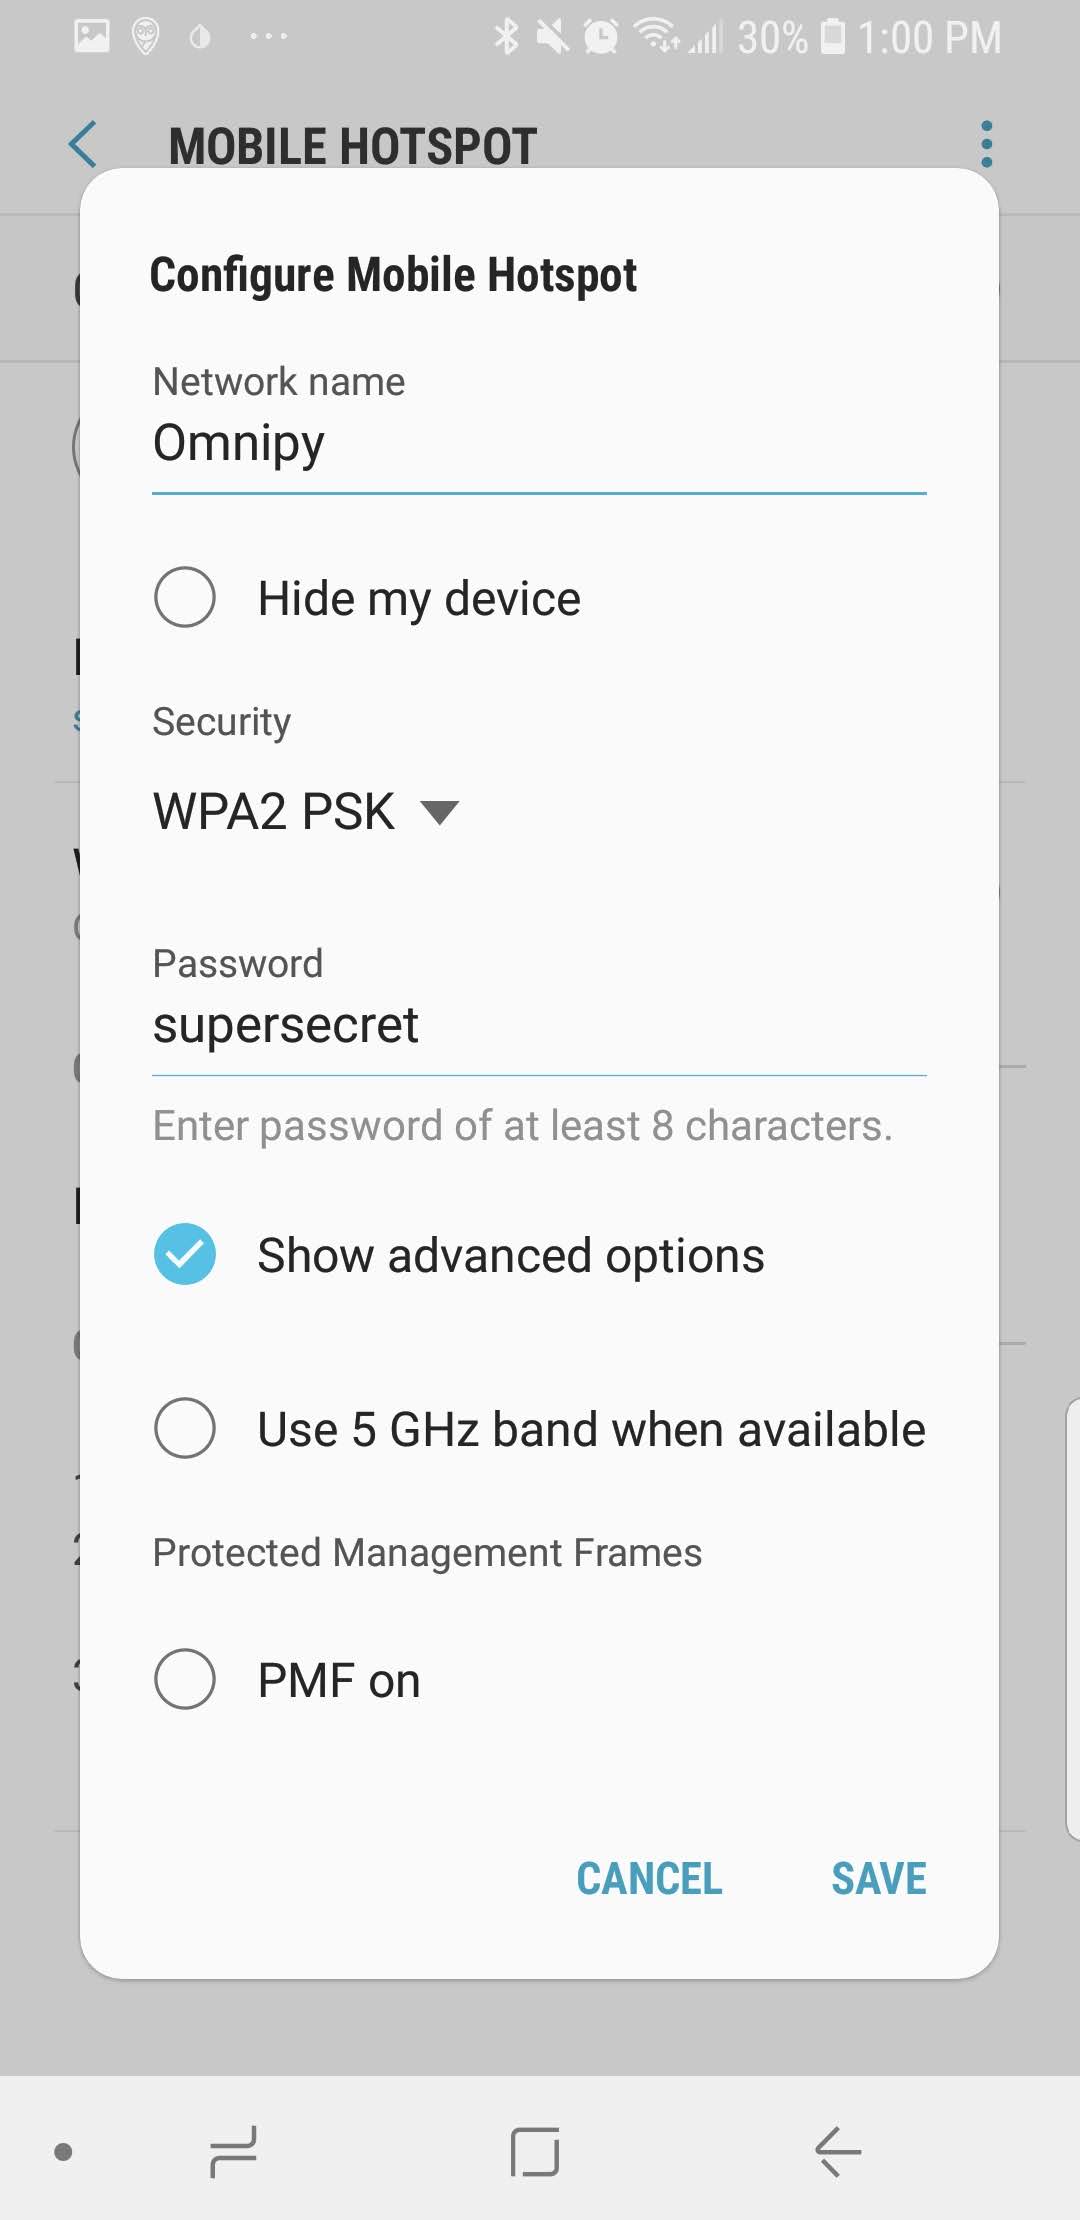 30% 1:00 PM
MOBILE HOTSPOT
Configure Mobile Hotspot
Network name
Omnipy
Hide my device
Security
WPA2 PSK
Password
supersecret
Enter password of at least 8 characters.
Show advanced options
Use 5 GHz band when available
Protected Management Frames
PMF on
CANCEL SAVE